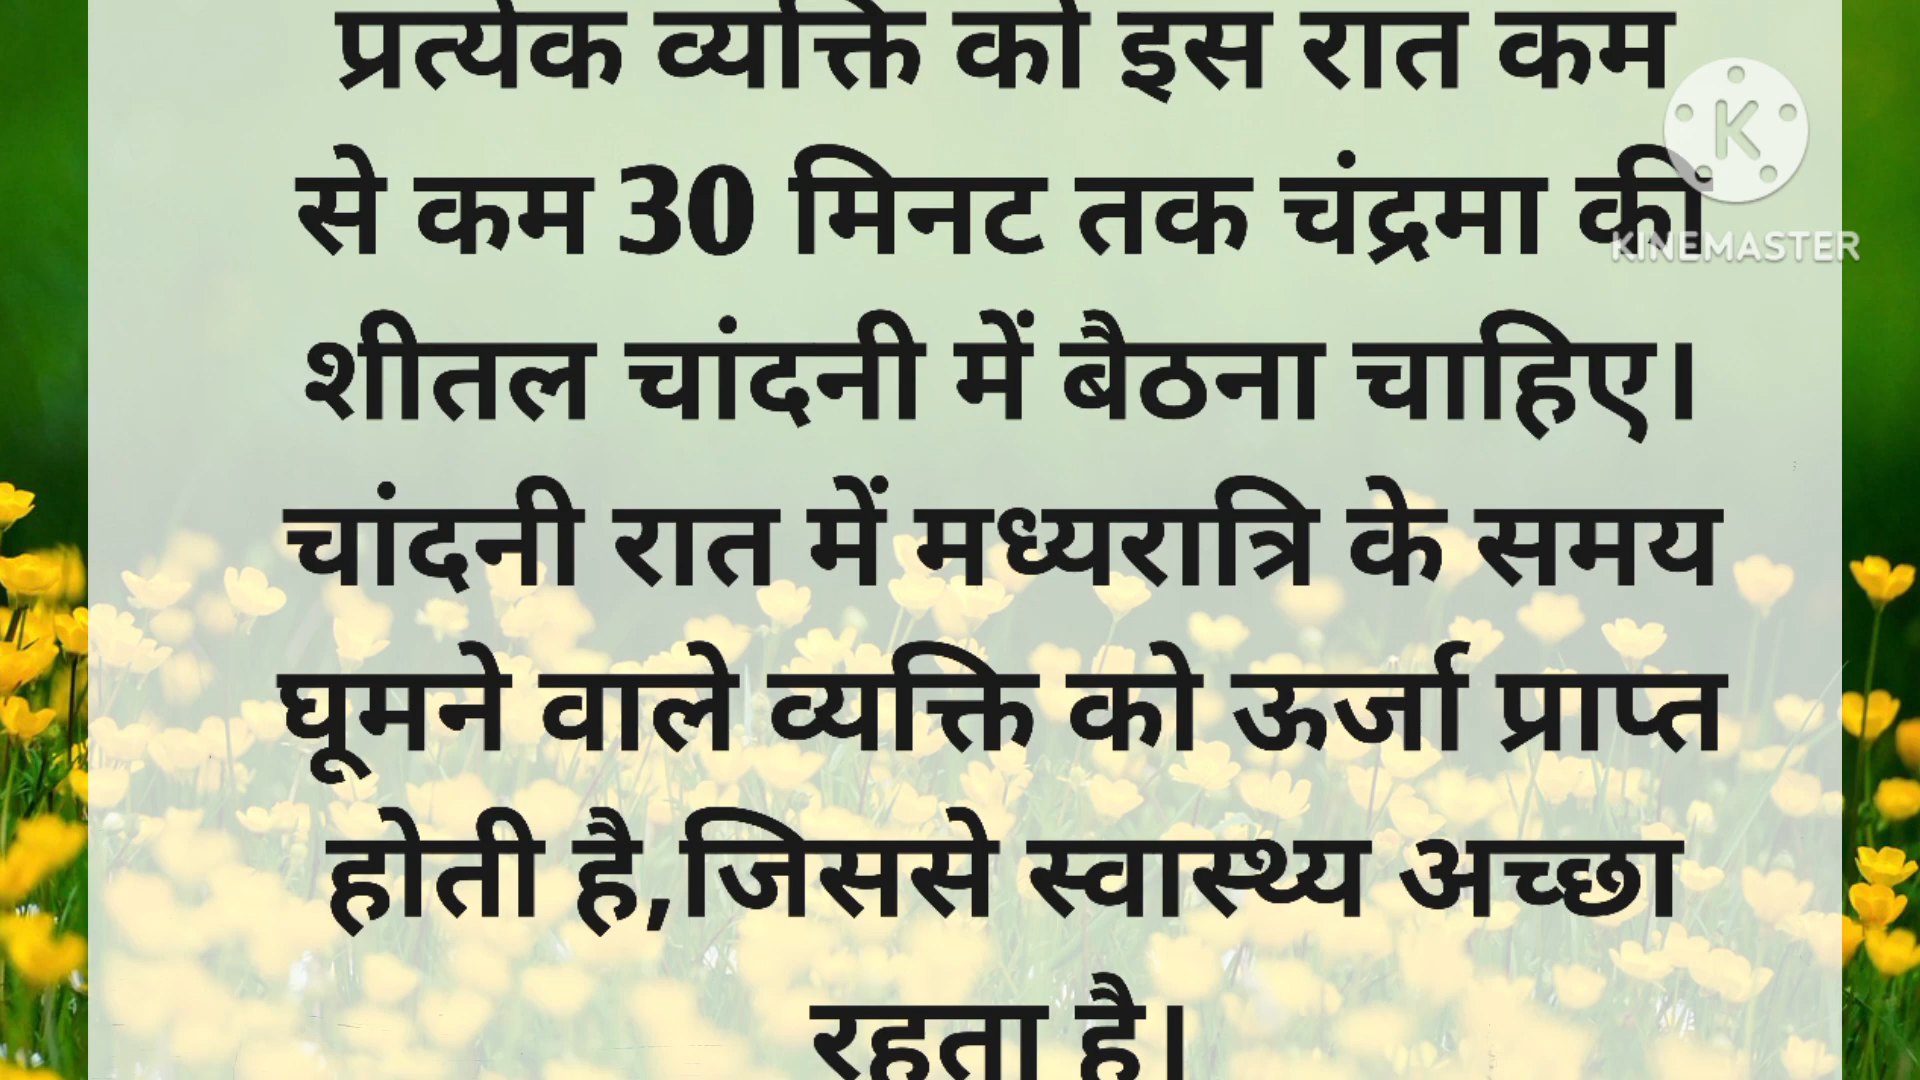 प्रत्येक व्यक्ति को इस रात कम
से कम 30 मिनट तक चंद्रमा की
शीतल चांदनी में बैठना चाहिए।
चांदनी रात में मध्यरात्रि के समय
घूमने वाले व्यक्ति को ऊर्जा प्राप्त
होती है,जिससे स्वास्थ्य अच्छा
रहता है।
K
KINEMASTER